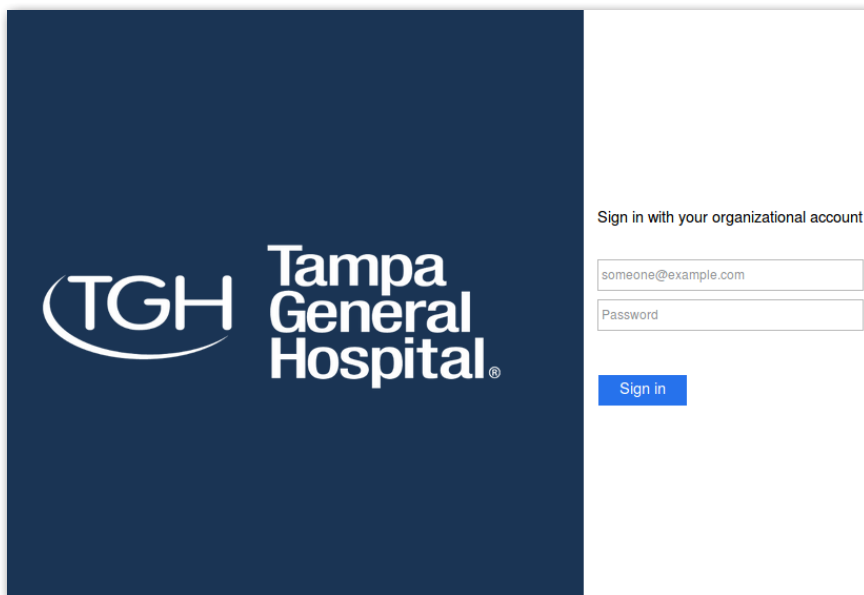 TGH
Tampa
General
Hospital®
Sign in with your organizational account
someone@example.com
Password
Sign in